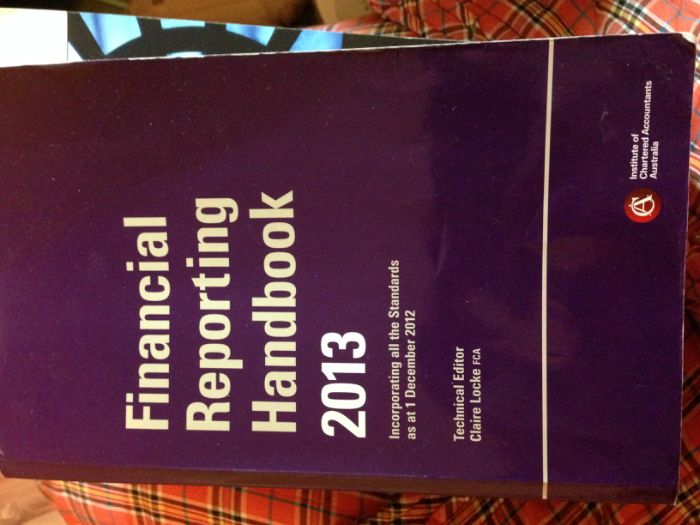 Financial
Reporting
Handbook
2013
Incorporating all the Standards
as at 1 December 2012
Technical Editor
Claire Locke FCA
Institute of
Chartered Accountants
Australia
CA